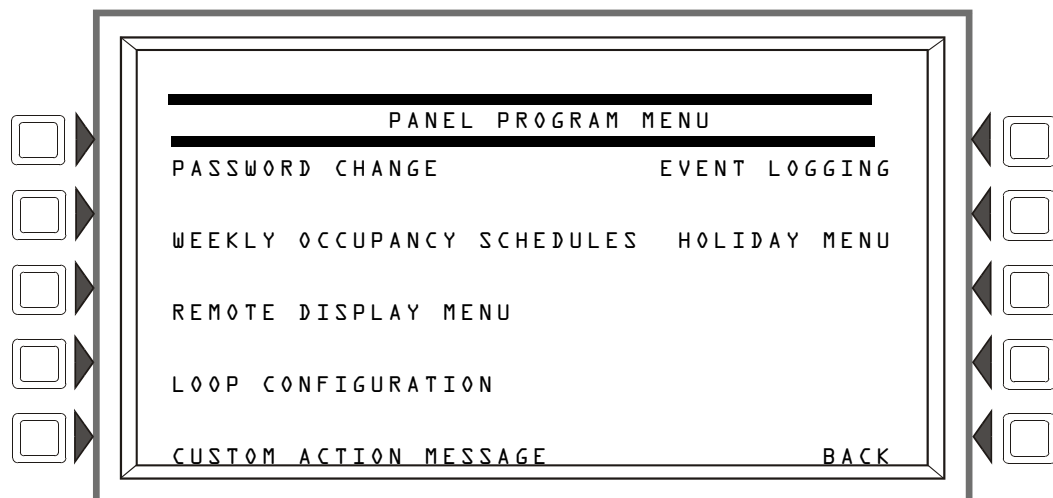 PANEL PROGRAM MENU
PASSWORD CHANGE EVENT LOGGING
WEEKLY OCCUPANCY SCHEDULES HOLIDAY MENU
REMOTE DISPLAY MENU
LOOP CONFIGURATION
CUSTOM ACTION MESSAGE BACK